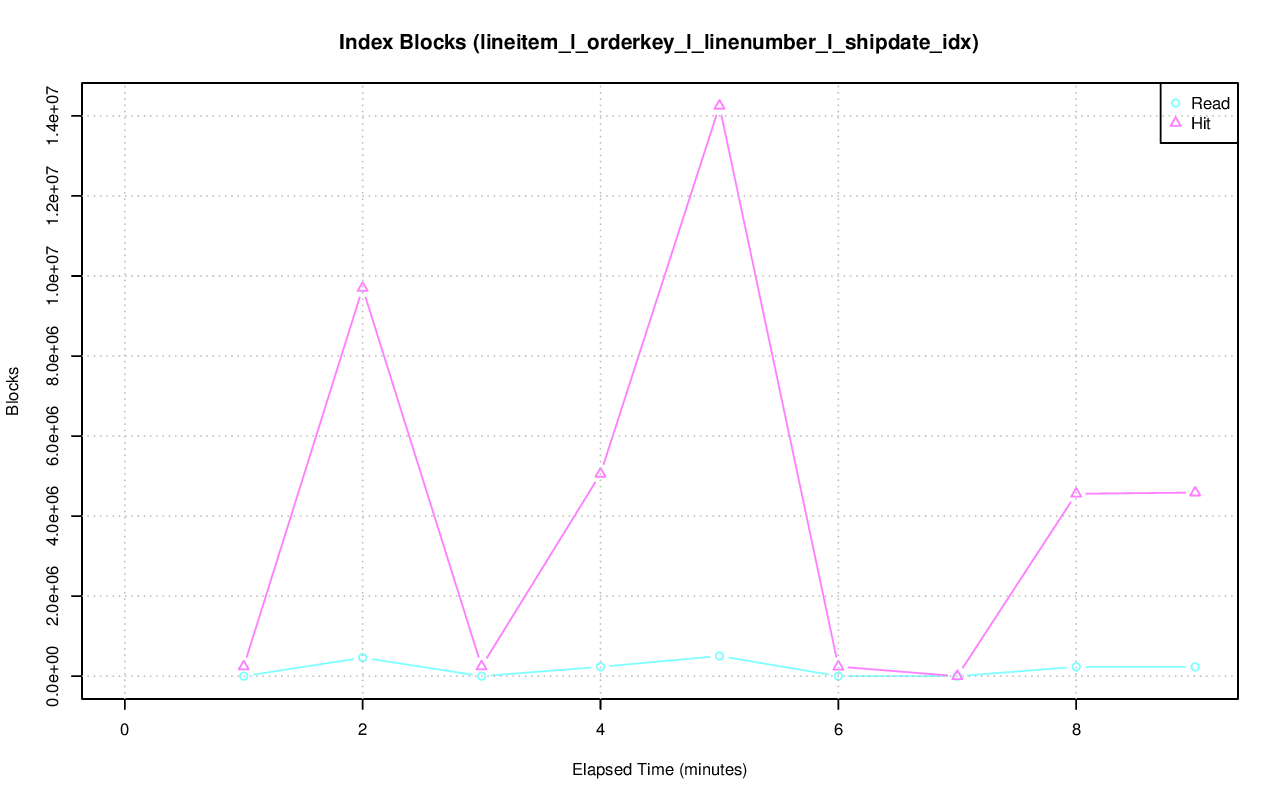 Index Blocks (lineitem_l_orderkey_l_linenumber_l_shipdate_idx)
Read
Hit
1.4e+07
1.2e+07
1.0e+07
8.0e+06
6.0e+06
4.0e+06
2.0e+06
0.0e+00
Blocks
0 2 4 6 8
Elapsed Time (minutes)